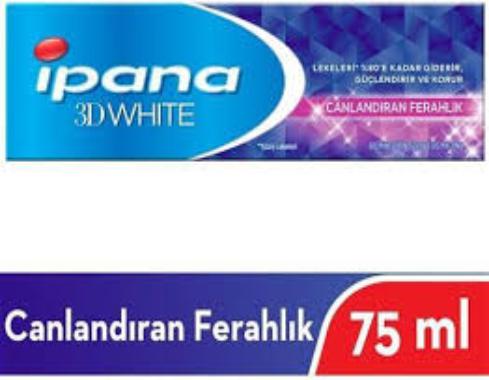 ipana
3D WHITE
LEKELERİ* %80'E KADAR GİDERİR,
GÜÇLENDİRİR VE KORUR
CANLANDIRAN FERAHLIK
Canlandıran Ferahlık
75 ml